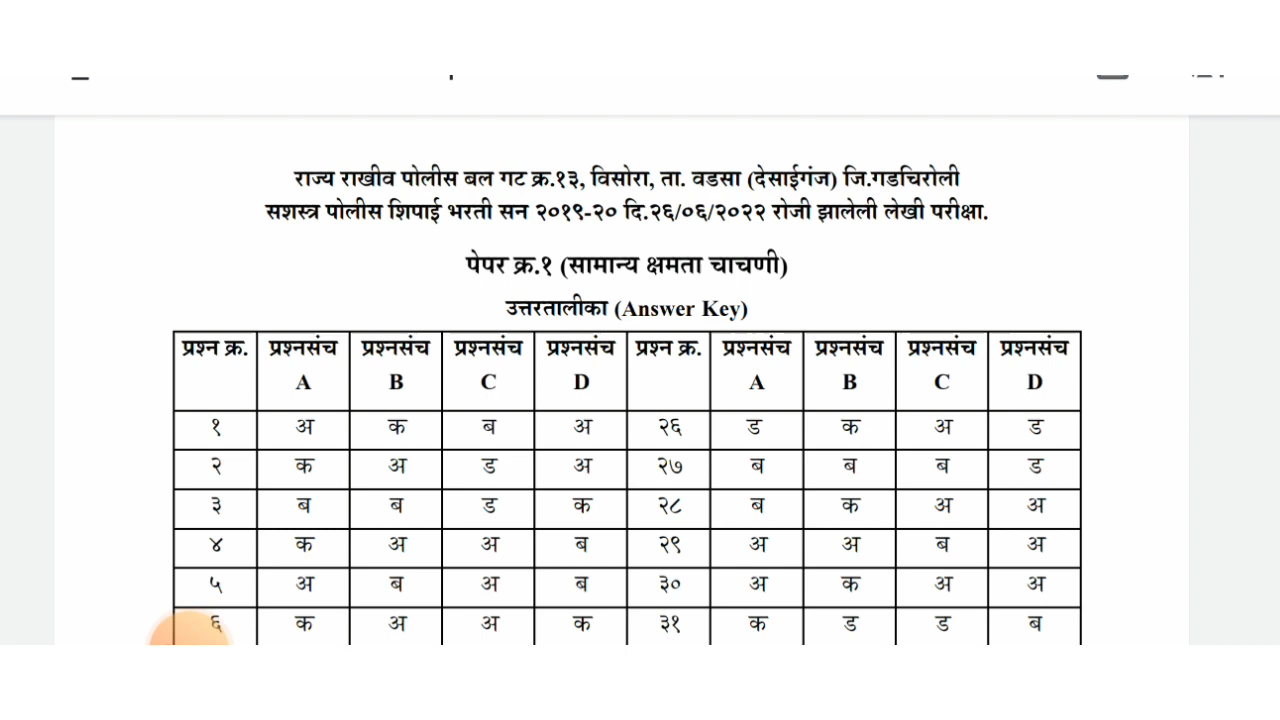 राज्य राखीव पोलीस बल गट क्र.१३, विसोरा, ता. वडसा (देसाईगंज) जि.गडचिरोली
सशस्त्र पोलीस शिपाई भरती सन २०१९-२० दि.२६/०६/२०२२ रोजी झालेली लेखी परीक्षा.
पेपर क्र.१ (सामान्य क्षमता चाचणी)
उत्तरतालीका (Answer Key)
प्रश्न क्र. प्रश्नसंच प्रश्नसंच प्रश्नसंच प्रश्नसंच प्रश्न क्र. प्रश्नसंच प्रश्नसंच प्रश्नसंच प्रश्नसंच
A B C D A B C D
१ अ क ब अ २६ ड क अ ड
२ क अ ड अ २७ ब ब ब ड
३ ब ब ड क २८ ब क अ अ
४ क अ अ ब २९ अ अ ब अ
५ अ ब अ ब ३० अ क अ अ
६ क अ अ क ३१ क ड ड ब